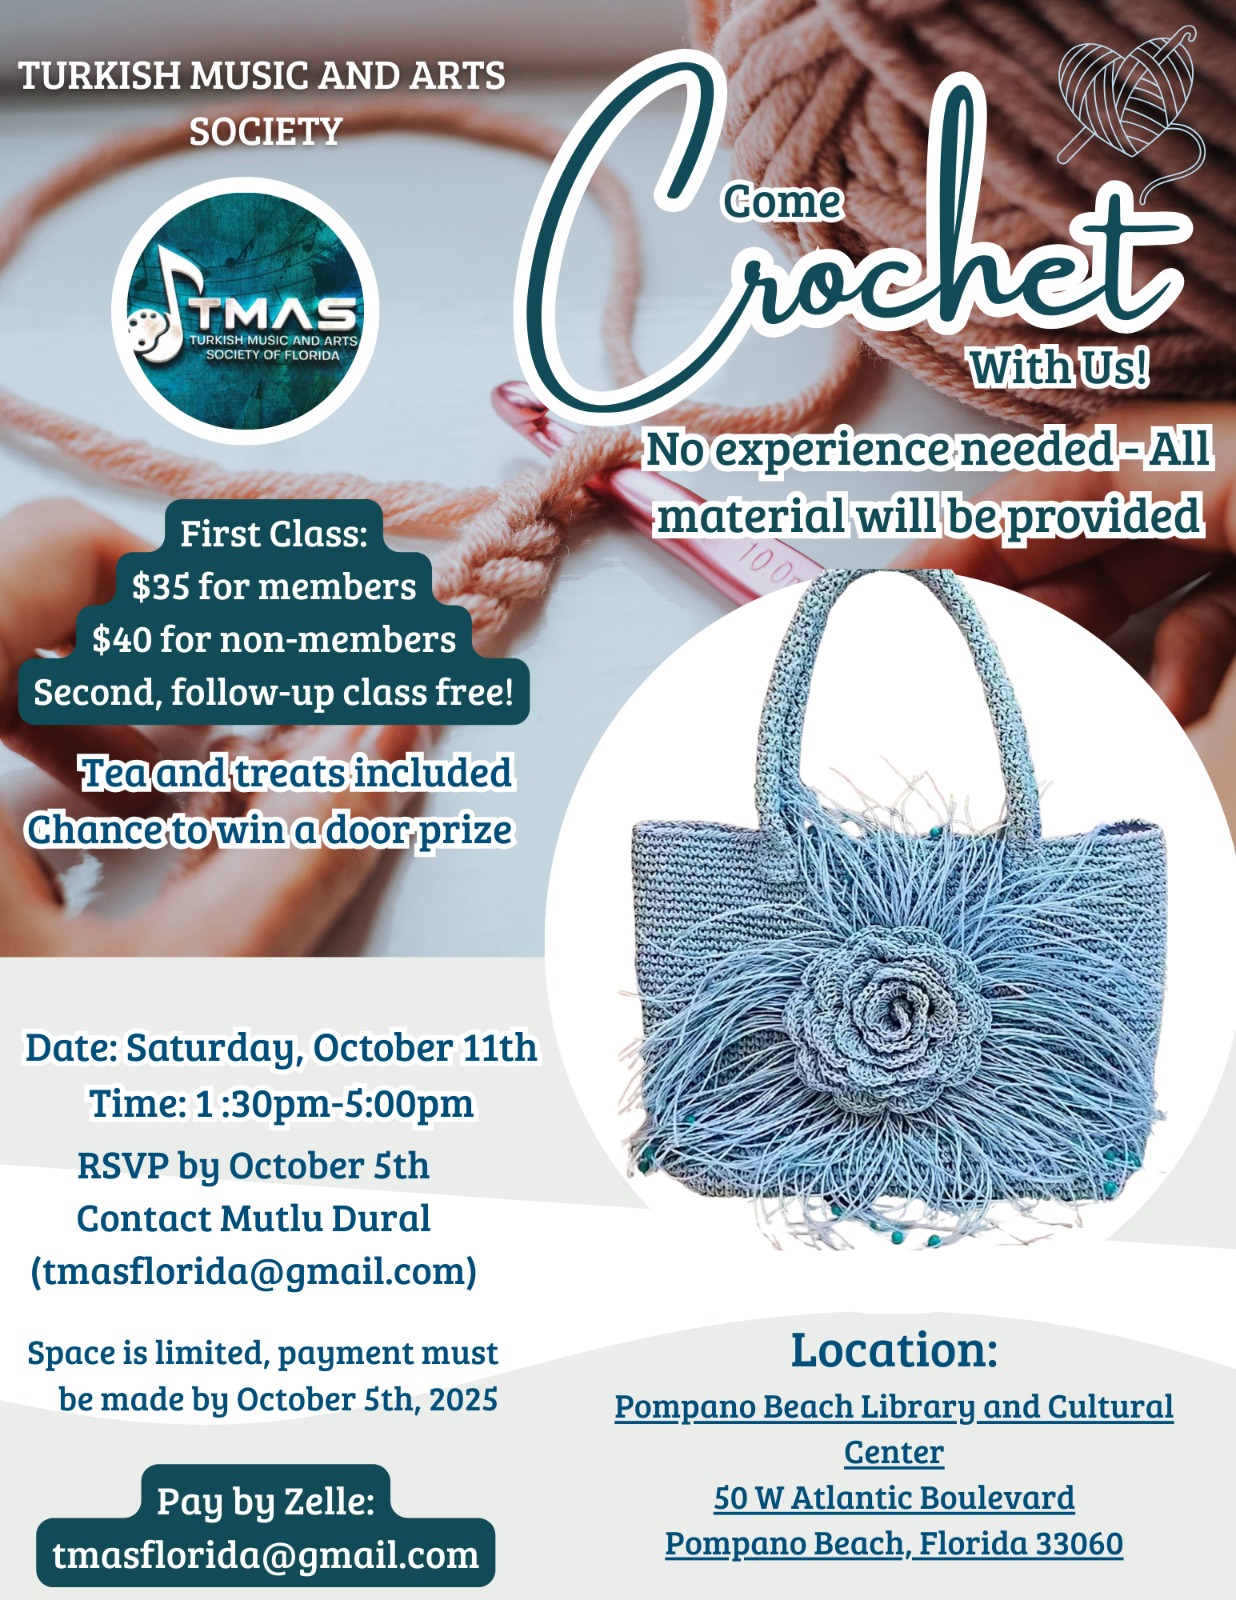 TURKISH MUSIC AND ARTS
SOCIETY
TMAS
TURKISH MUSIC AND ARTS
SOCIETY OF FLORIDA
Come
Crochet
With Us!
No experience needed - All
material will be provided
10.0
First Class:
$35 for members
$40 for non-members
Second, follow-up class free!
Tea and treats included
Chance to win a door prize
Date: Saturday, October 11th
Time: 1:30pm-5:00pm
RSVP by October 5th
Contact Mutlu Dural
(tmasflorida@gmail.com)
Space is limited, payment must
be made by October 5th, 2025
Pay by Zelle:
tmasflorida@gmail.com
Location:
Pompano Beach Library and Cultural
Center
50 W Atlantic Boulevard
Pompano Beach, Florida 33060